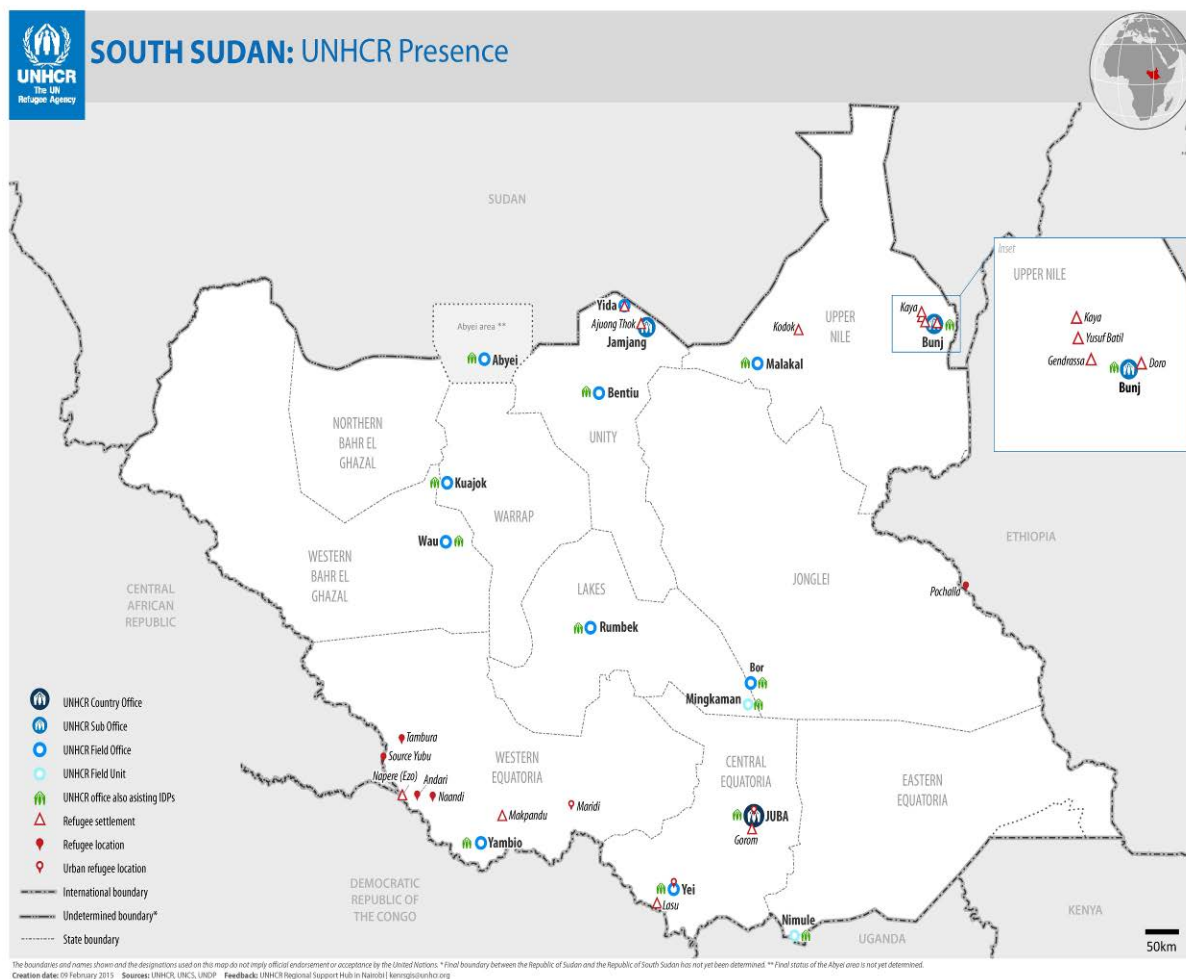 UNHCR
The UN
Refugee Agency
SOUTH SUDAN: UNHCR Presence
SUDAN
Inset
UPPER NILE
Kaya
Yusuf Batil
Gendrassa
Doro
Bunj
Yida
Ajuong Thok
Jamjang
Abyei area **
Abyei
Kodok
UPPER
NILE
Kaya
Bunj
Malakal
Bentiu
NORTHERN
BAHR EL
GHAZAL
UNITY
Kuajok
WARRAP
Wau
WESTERN
BAHR EL
GHAZAL
ETHIOPIA
CENTRAL
AFRICAN
REPUBLIC
LAKES
JONGLEI
Pochalla
Rumbek
Bor
Mingkaman
Tambura
Source Yubu
Napere (Ezo)
Andari
Naandi
WESTERN
EQUATORIA
Makpandu
Maridi
Yambio
CENTRAL
EQUATORIA
EASTERN
EQUATORIA
JUBA
Gorom
Yei
Lasu
Nimule
UGANDA
KENYA
DEMOCRATIC
REPUBLIC OF
THE CONGO
UNHCR Country Office
UNHCR Sub Office
UNHCR Field Office
UNHCR Field Unit
UNHCR office also asisting IDPs
Refugee settlement
Refugee location
Urban refugee location
International boundary
Undetermined boundary*
State boundary
50km
The boundaries and names shown and the designations used on this map do not imply official endorsement or acceptance by the United Nations. * Final boundary between the Republic of Sudan and the Republic of South Sudan has not yet been determined. ** Final status of the Abyei area is not yet determined.
Creation date: 09 February 2015 Sources: UNHCR, UNCS, UNDP Feedback: UNHCR Regional Support Hub in Nairobi | kenrsgis@unhcr.org